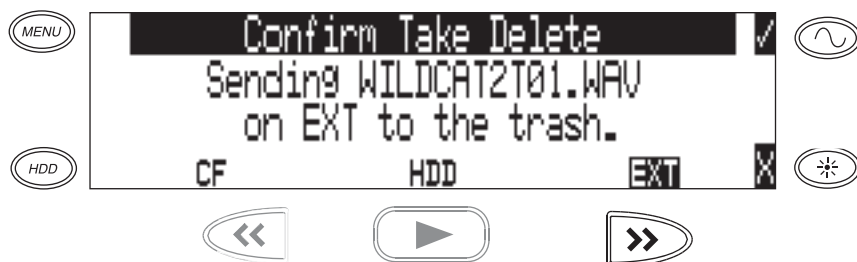 MENU
Confirm Take Delete
Sending WILDCAT2T01.WAV
on EXT to the trash.
HDD
CF HDD EXT X